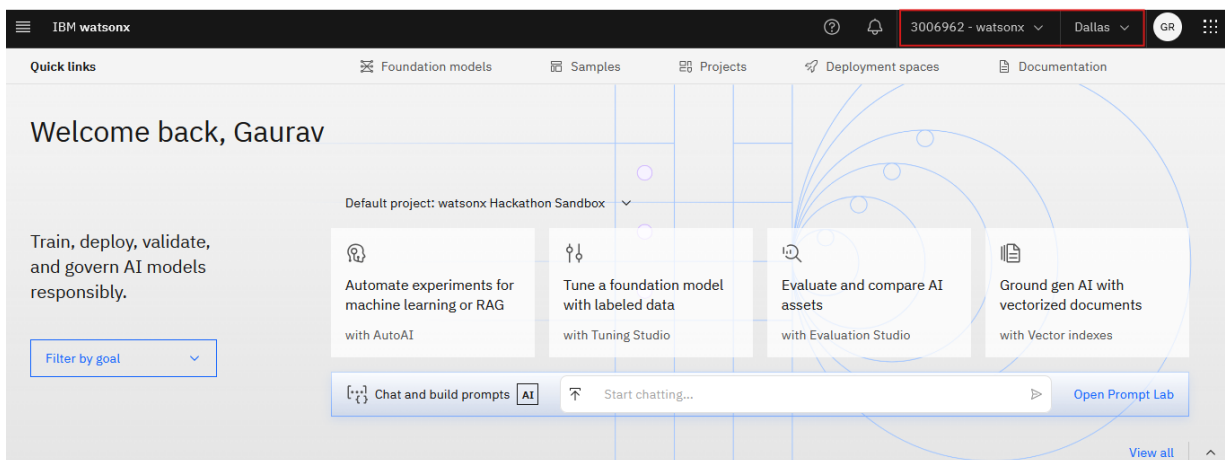 IBM watsonx
3006962 - watsonx
Dallas
GR
Quick links
Foundation models
Samples
Projects
Deployment spaces
Documentation
Welcome back, Gaurav
Default project: watsonx Hackathon Sandbox
Train, deploy, validate,
and govern AI models
responsibly.
Filter by goal
Automate experiments for
machine learning or RAG
with AutoAI
Tune a foundation model
with labeled data
with Tuning Studio
Evaluate and compare AI
assets
with Evaluation Studio
Ground gen AI with
vectorized documents
with Vector indexes
Chat and build prompts AI
Start chatting...
Open Prompt Lab
View all